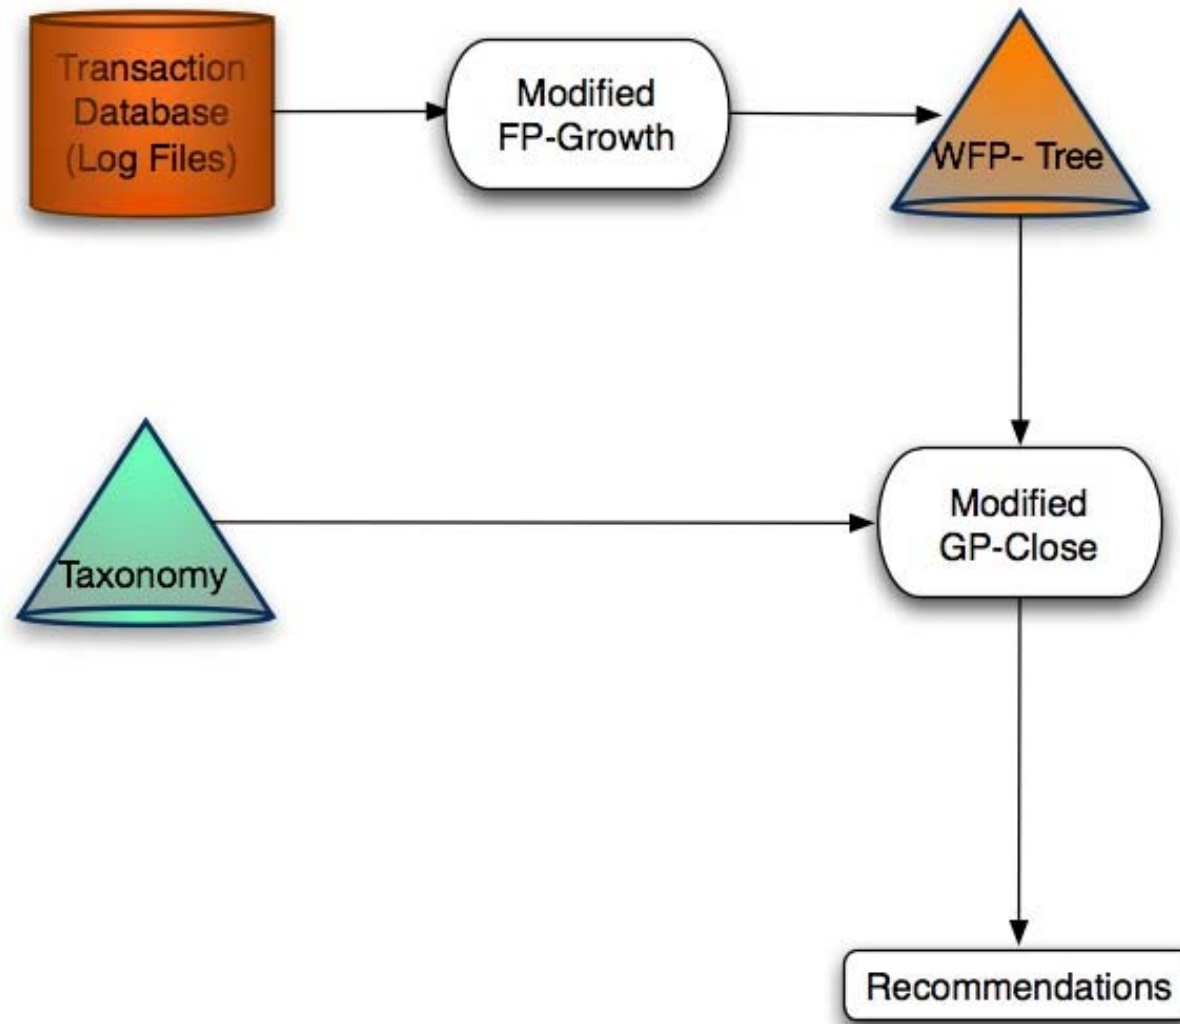 Transaction
Database
(Log Files)
Modified
FP-Growth
WFP- Tree
Taxonomy
Modified
GP-Close
Recommendations